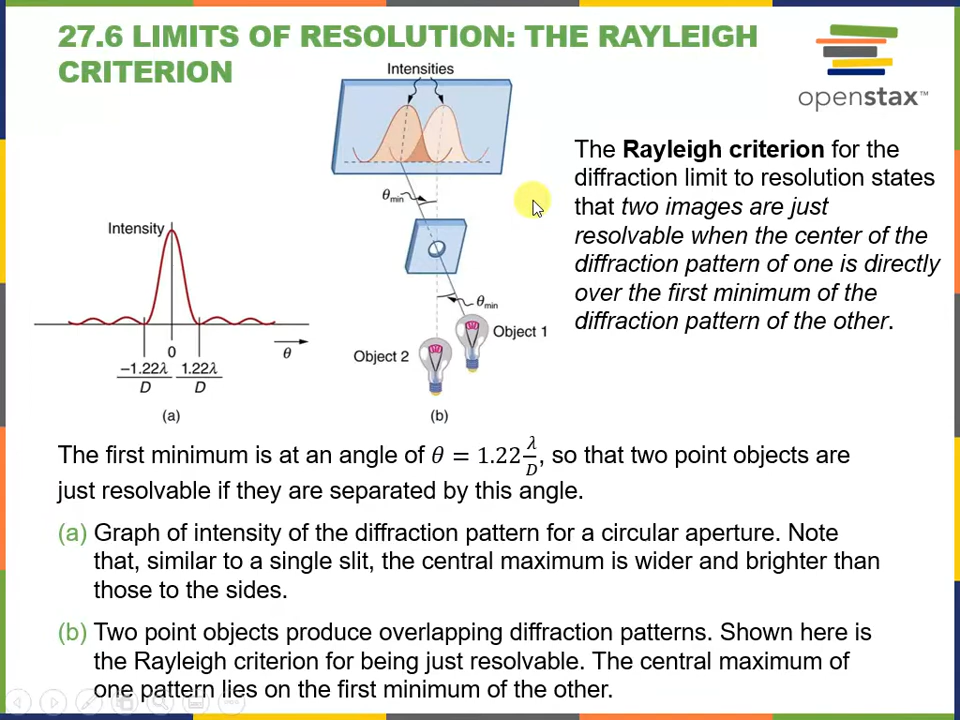 27.6 LIMITS OF RESOLUTION: THE RAYLEIGH
CRITERION
openstax™
Intensities
θmin
θmin
Object 1
Object 2
(b)
Intensity
0
θ
−1.22λ
D
1.22λ
D
(a)
The Rayleigh criterion for the
diffraction limit to resolution states
that two images are just
resolvable when the center of the
diffraction pattern of one is directly
over the first minimum of the
diffraction pattern of the other.
The first minimum is at an angle of θ = 1.22 λ/D, so that two point objects are
just resolvable if they are separated by this angle.
(a) Graph of intensity of the diffraction pattern for a circular aperture. Note
that, similar to a single slit, the central maximum is wider and brighter than
those to the sides.
(b) Two point objects produce overlapping diffraction patterns. Shown here is
the Rayleigh criterion for being just resolvable. The central maximum of
one pattern lies on the first minimum of the other.